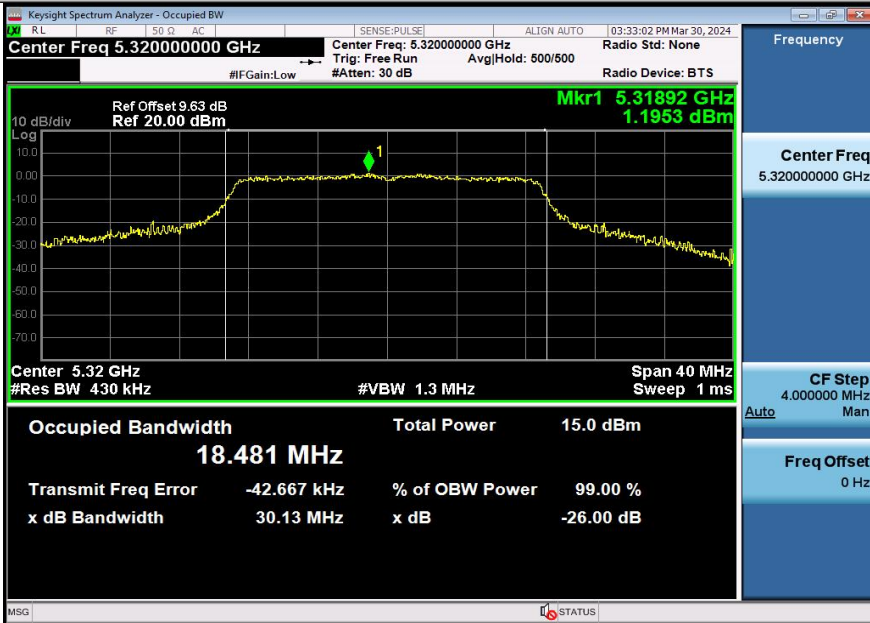 Keysight Spectrum Analyzer - Occupied BW
LXI RL RF 50 Ω AC SENSE:PULSE ALIGN AUTO 03:33:02 PM Mar 30, 2024
Center Freq 5.320000000 GHz
Center Freq: 5.320000000 GHz
Radio Std: None
Trig: Free Run Avg|Hold: 500/500
#IFGain:Low
#Atten: 30 dB
Radio Device: BTS
Frequency
Ref Offset 9.63 dB
Mkr1 5.31892 GHz
10 dB/div
Ref 20.00 dBm
1.1953 dBm
Log
10.0
1
0.00
-10.0
-20.0
-30.0
-40.0
-50.0
-60.0
-70.0
Center 5.32 GHz
Span 40 MHz
#Res BW 430 kHz
#VBW 1.3 MHz
Sweep 1 ms
Occupied Bandwidth
Total Power 15.0 dBm
18.481 MHz
Transmit Freq Error -42.667 kHz
% of OBW Power 99.00 %
x dB Bandwidth 30.13 MHz
x dB -26.00 dB
Center Freq
5.320000000 GHz
CF Step
4.000000 MHz
Auto Man
Freq Offset
0 Hz
MSG
STATUS